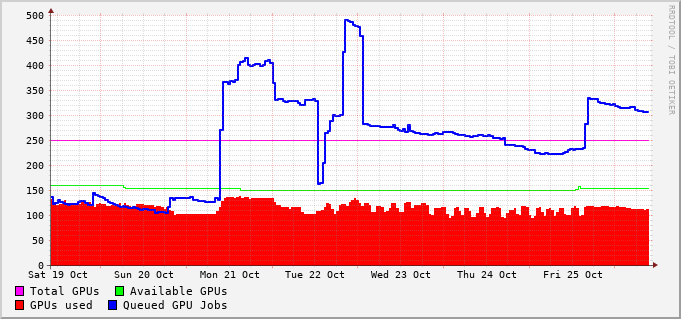 500
450
400
350
300
250
200
150
100
50
0
Sat 19 Oct Sun 20 Oct Mon 21 Oct Tue 22 Oct Wed 23 Oct Thu 24 Oct Fri 25 Oct
Total GPUs Available GPUs
GPUs used Queued GPU Jobs
RRDTOOL / TOBI OETIKER